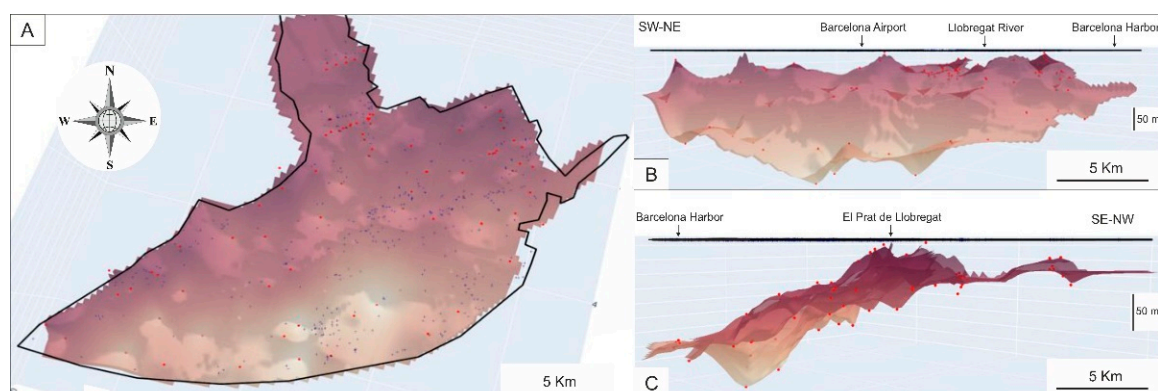 A
N
W
E
S
5 Km
SW-NE
Barcelona Airport
Llobregat River
Barcelona Harbor
50 m
B
5 Km
Barcelona Harbor
El Prat de Llobregat
SE-NW
50 m
C
5 Km